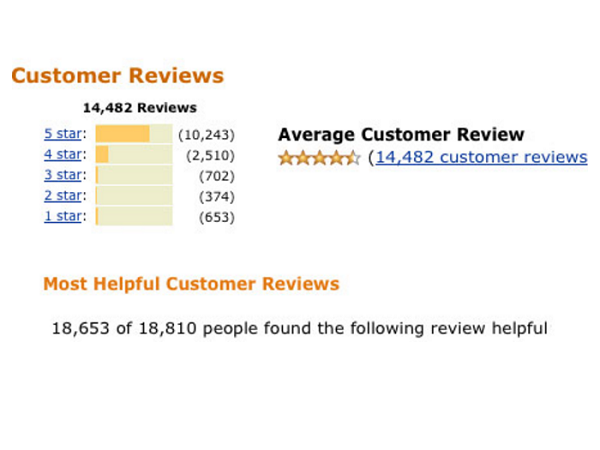 Customer Reviews
14,482 Reviews
5 star: (10,243)
4 star: (2,510)
3 star: (702)
2 star: (374)
1 star: (653)
Average Customer Review
(14,482 customer reviews
Most Helpful Customer Reviews
18,653 of 18,810 people found the following review helpful